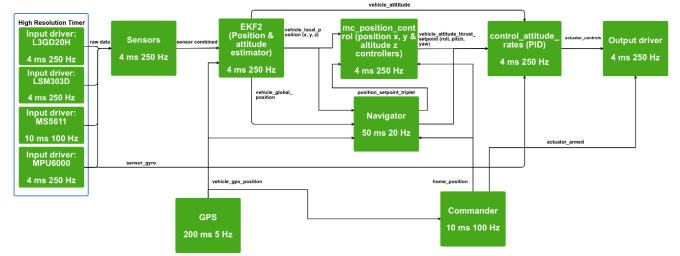 vehicle_attitude
High Resolution Timer
Input driver:
L3GD20H
4 ms 250 Hz
Input driver:
LSM303D
4 ms 250 Hz
Input driver:
MS5611
10 ms 100 Hz
Input driver:
MPU6000
4 ms 250 Hz
raw data
Sensors
4 ms 250 Hz
sensor combined
EKF2
(Position &
attitude
estimator)
4 ms 250 Hz
vehicle_local_p
osition (x, y, z)
mc_position_cont
rol (position x, y &
altitude z
controllers)
4 ms 250 Hz
vehicle_attitude_thrust_
setpoint (roll, pitch,
yaw)
control_attitude_
rates (PID)
4 ms 250 Hz
actuator_controls
Output driver
4 ms 250 Hz
vehicle_global_
position
position_setpoint_triplet
Navigator
50 ms 20 Hz
sensor_gyro
vehicle_gps_position
home_position
actuator_armed
GPS
200 ms 5 Hz
Commander
10 ms 100 Hz